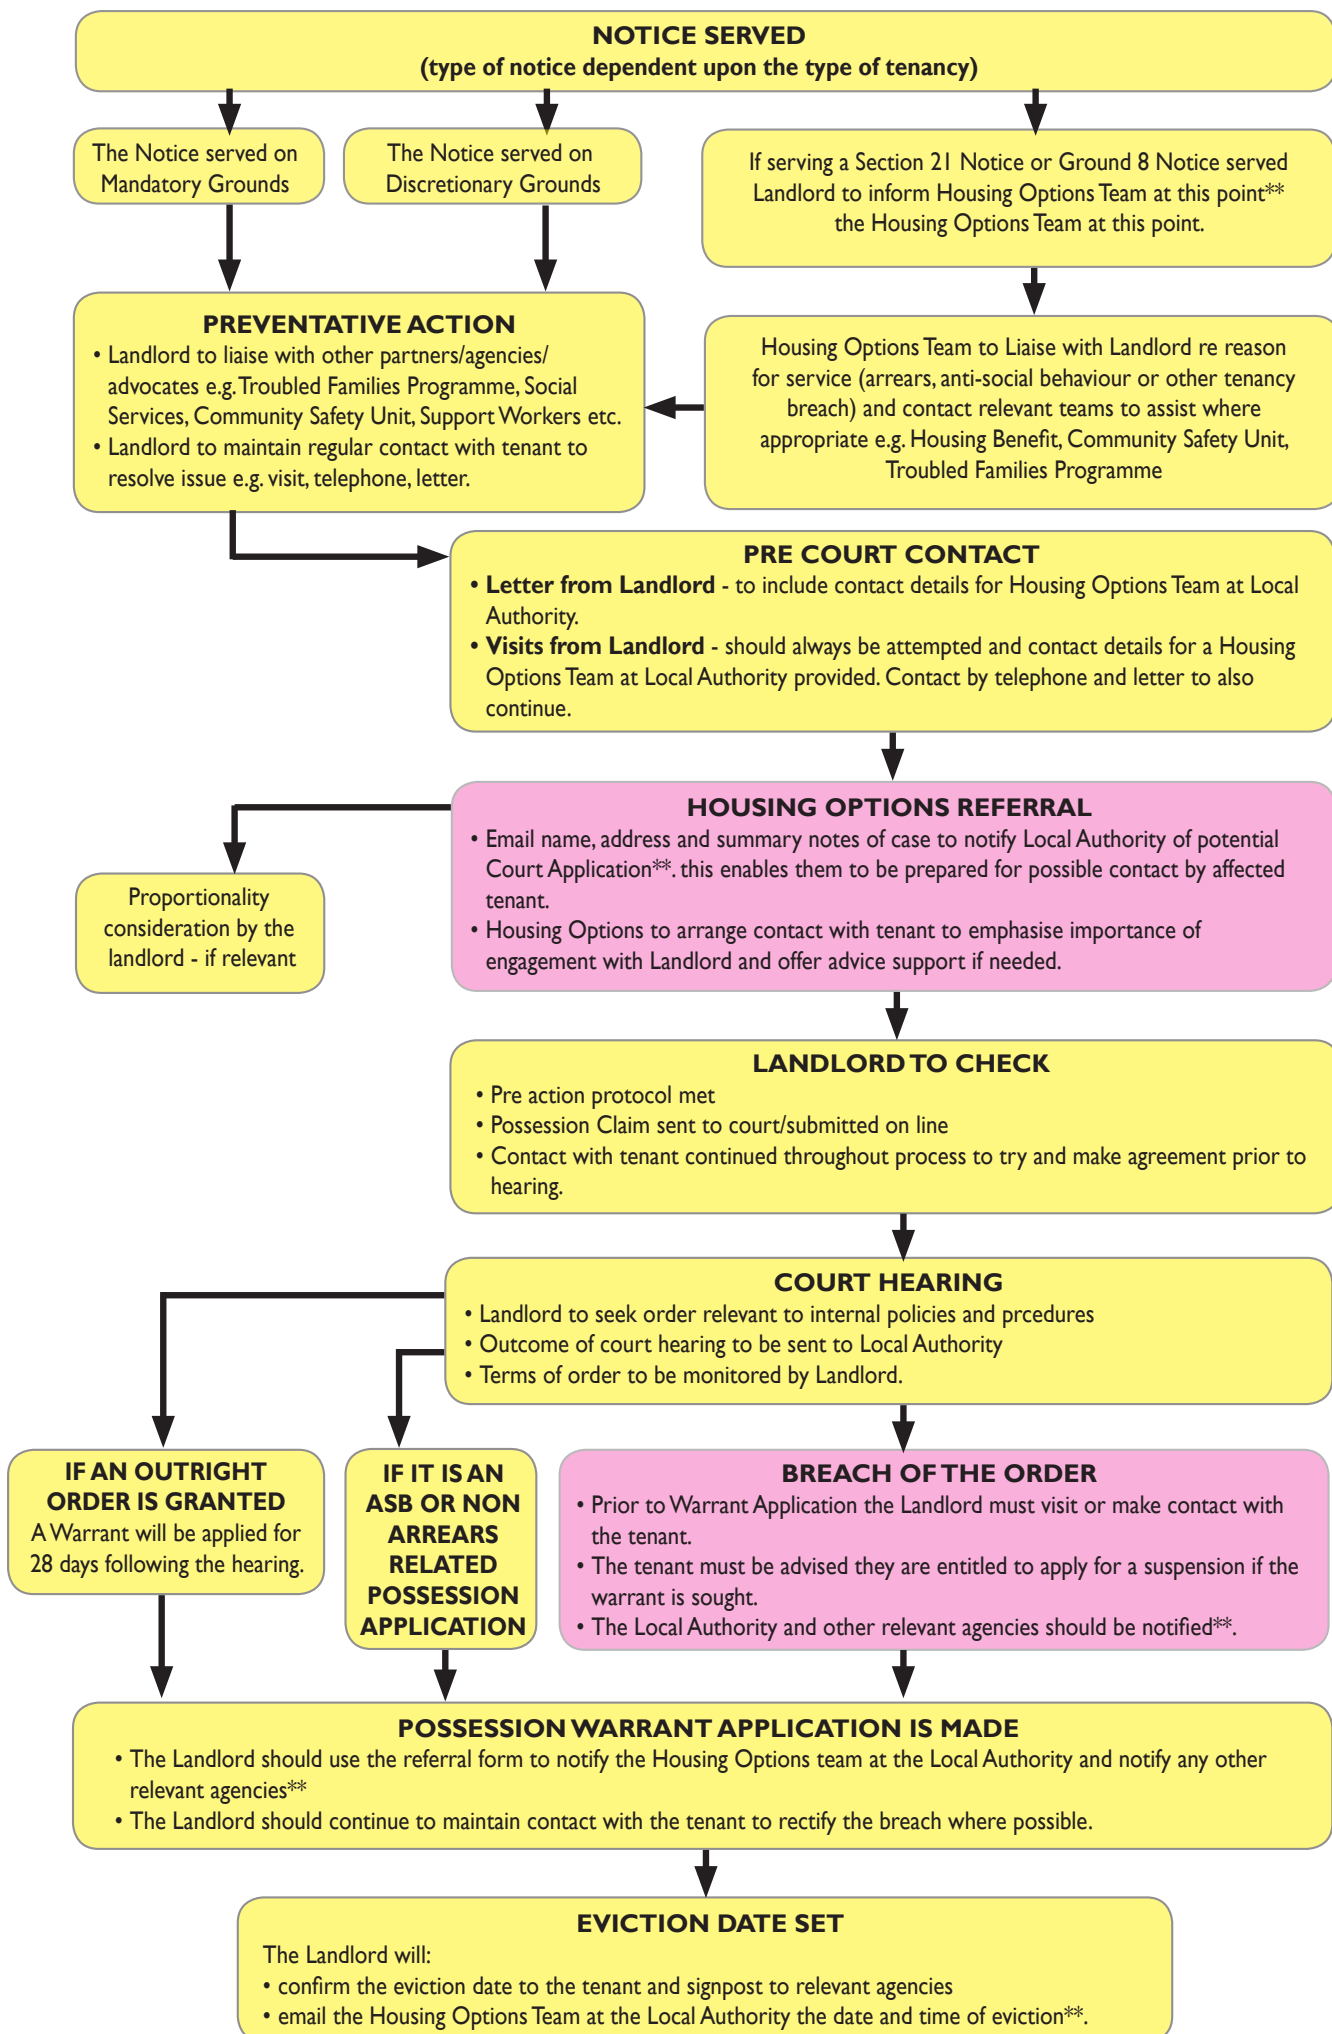 NOTICE SERVED
(type of notice dependent upon the type of tenancy)
The Notice served on
Mandatory Grounds
The Notice served on
Discretionary Grounds
If serving a Section 21 Notice or Ground 8 Notice served
Landlord to inform Housing Options Team at this point**
the Housing Options Team at this point.
PREVENTATIVE ACTION
• Landlord to liaise with other partners/agencies/
advocates e.g. Troubled Families Programme, Social
Services, Community Safety Unit, Support Workers etc.
• Landlord to maintain regular contact with tenant to
resolve issue e.g. visit, telephone, letter.
Housing Options Team to Liaise with Landlord re reason
for service (arrears, anti-social behaviour or other tenancy
breach) and contact relevant teams to assist where
appropriate e.g. Housing Benefit, Community Safety Unit,
Troubled Families Programme
PRE COURT CONTACT
• Letter from Landlord - to include contact details for Housing Options Team at Local
Authority.
• Visits from Landlord - should always be attempted and contact details for a Housing
Options Team at Local Authority provided. Contact by telephone and letter to also
continue.
HOUSING OPTIONS REFERRAL
• Email name, address and summary notes of case to notify Local Authority of potential
Court Application**. this enables them to be prepared for possible contact by affected
tenant.
• Housing Options to arrange contact with tenant to emphasise importance of
engagement with Landlord and offer advice support if needed.
Proportionality
consideration by the
landlord - if relevant
LANDLORD TO CHECK
• Pre action protocol met
• Possession Claim sent to court/submitted on line
• Contact with tenant continued throughout process to try and make agreement prior to
hearing.
COURT HEARING
• Landlord to seek order relevant to internal policies and prcedures
• Outcome of court hearing to be sent to Local Authority
• Terms of order to be monitored by Landlord.
IF AN OUTRIGHT
ORDER IS GRANTED
A Warrant will be applied for
28 days following the hearing.
IF IT IS AN
ASB OR NON
ARREARS
RELATED
POSSESSION
APPLICATION
BREACH OF THE ORDER
• Prior to Warrant Application the Landlord must visit or make contact with
the tenant.
• The tenant must be advised they are entitled to apply for a suspension if the
warrant is sought.
• The Local Authority and other relevant agencies should be notified**.
POSSESSION WARRANT APPLICATION IS MADE
• The Landlord should use the referral form to notify the Housing Options team at the Local Authority and notify any other
relevant agencies**
• The Landlord should continue to maintain contact with the tenant to rectify the breach where possible.
EVICTION DATE SET
The Landlord will:
• confirm the eviction date to the tenant and signpost to relevant agencies
• email the Housing Options Team at the Local Authority the date and time of eviction**.